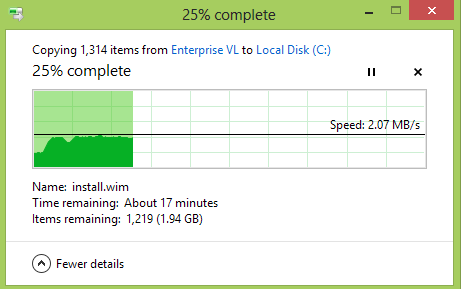 25% complete
Copying 1,314 items from Enterprise VL to Local Disk (C:)
25% complete
Speed: 2.07 MB/s
Name: install.wim
Time remaining: About 17 minutes
Items remaining: 1,219 (1.94 GB)
Fewer details